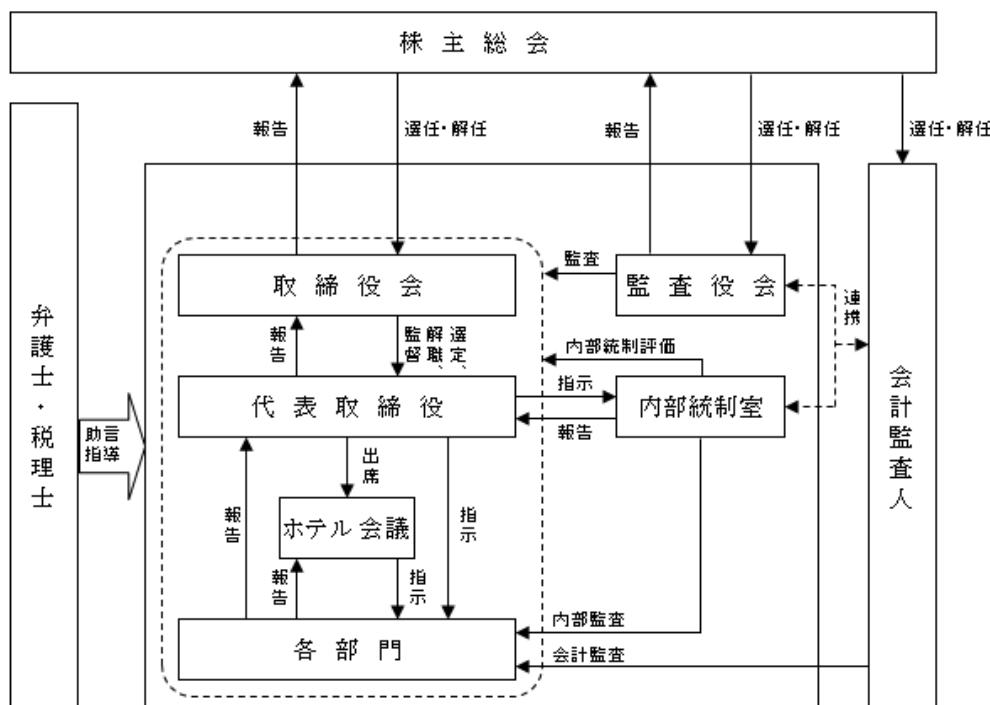 株主総会
報告
選任・解任
報告
選任・解任
選任・解任
取締役会
監査
監査役会
連携
報告
選定、
解職、
監督
内部統制評価
代表取締役
指示
報告
内部統制室
弁護士・税理士
助言
指導
会計監査人
出席
報告
ホテル会議
指示
報告
指示
内部監査
各部門
会計監査